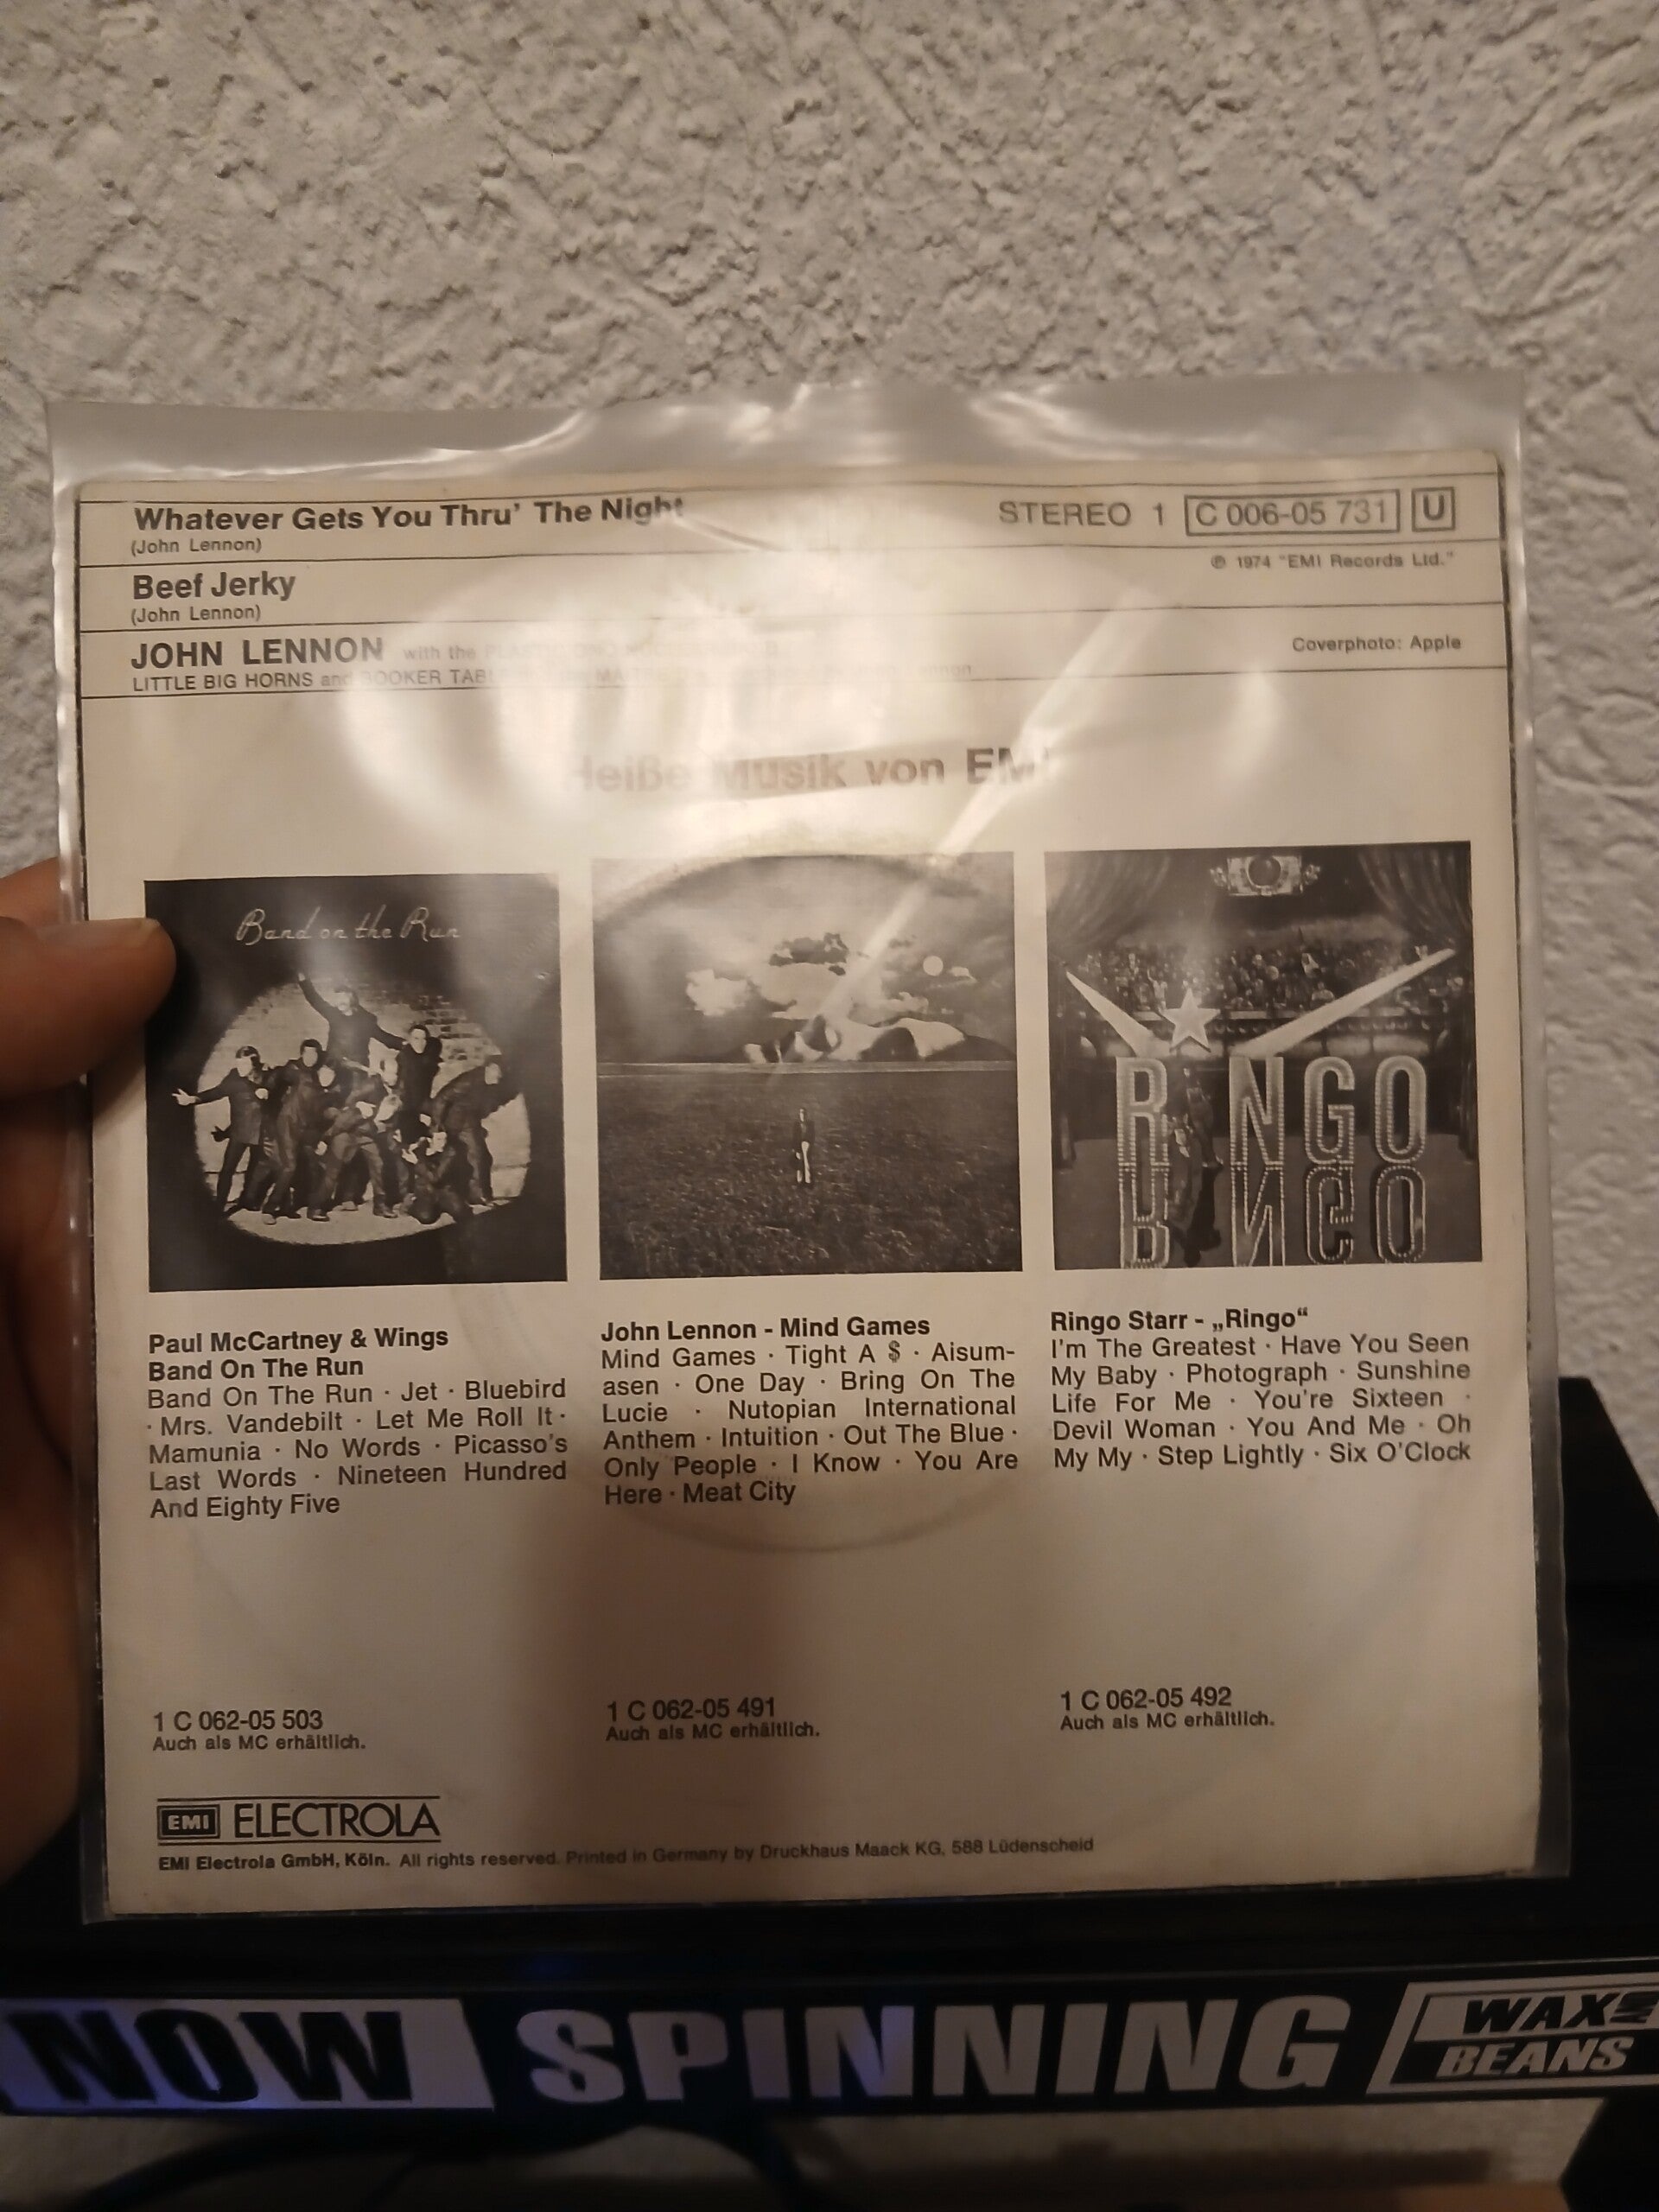 Whatever Gets You Thru' The Night
STEREO 1 C 006-05 731 U
(John Lennon)
℗ 1974 "EMI Records Ltd."
Beef Jerky
(John Lennon)
JOHN LENNON with the
Coverphoto: Apple
LITTLE BIG HORNS and BOOKER TABL
Heiße Musik von EMI
Band on the Run
RINGO
Paul McCartney & Wings
Band On The Run
Band On The Run · Jet · Bluebird
· Mrs. Vandebilt · Let Me Roll It ·
Mamunia · No Words · Picasso's
Last Words · Nineteen Hundred
And Eighty Five
John Lennon - Mind Games
Mind Games · Tight A $ · Aisum-
asen · One Day · Bring On The
Lucie · Nutopian International
Anthem · Intuition · Out The Blue ·
Only People · I Know · You Are
Here · Meat City
Ringo Starr - „Ringo“
I'm The Greatest · Have You Seen
My Baby · Photograph · Sunshine
Life For Me · You're Sixteen ·
Devil Woman · You And Me · Oh
My My · Step Lightly · Six O'Clock
1 C 062-05 503
Auch als MC erhältlich.
1 C 062-05 491
Auch als MC erhältlich.
1 C 062-05 492
Auch als MC erhältlich.
EMI ELECTROLA
EMI Electrola GmbH, Köln. All rights reserved. Printed in Germany by Druckhaus Maack KG, 588 Lüdenscheid
NOW SPINNING
WAX
BEANS